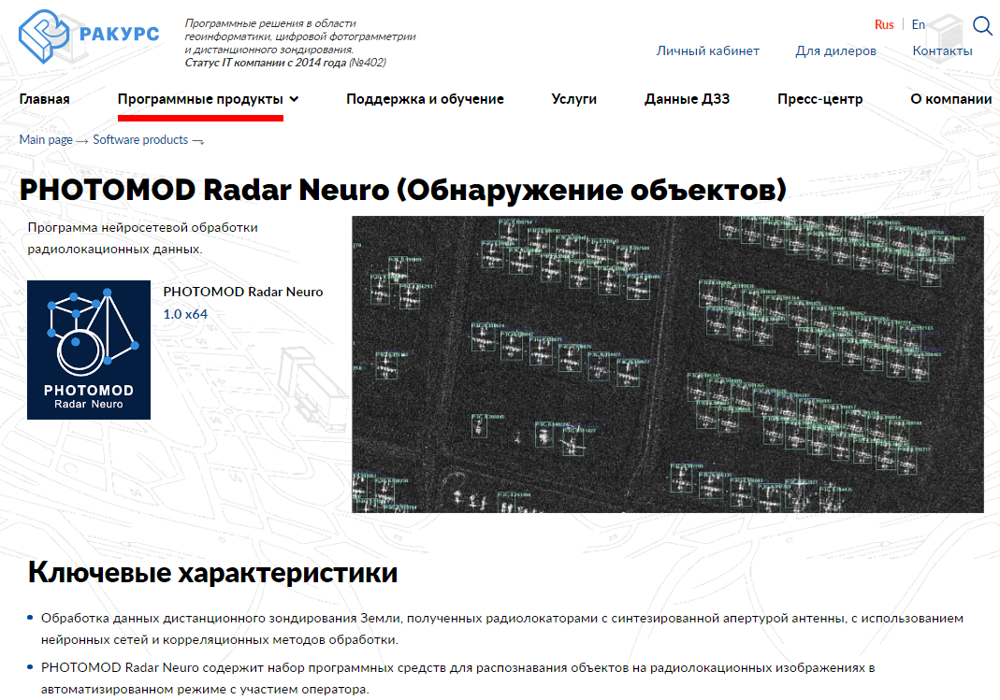 РАКУРС
Программные решения в области
геоинформатики, цифровой фотограмметрии
и дистанционного зондирования.
Статус IT компании с 2014 года (№402)
Rus En
Личный кабинет Для дилеров Контакты
Главная Программные продукты Поддержка и обучение Услуги Данные ДЗЗ Пресс-центр О компании
Main page → Software products
PHOTOMOD Radar Neuro (Обнаружение объектов)
Программа нейросетевой обработки
радиолокационных данных.
PHOTOMOD Radar Neuro
1.0 x64
PHOTOMOD
Radar Neuro
Ключевые характеристики
Обработка данных дистанционного зондирования Земли, полученных радиолокаторами с синтезированной апертурой антенны, с использованием
нейронных сетей и корреляционных методов обработки.
PHOTOMOD Radar Neuro содержит набор программных средств для распознавания объектов на радиолокационных изображениях в
автоматизированном режиме с участием оператора.